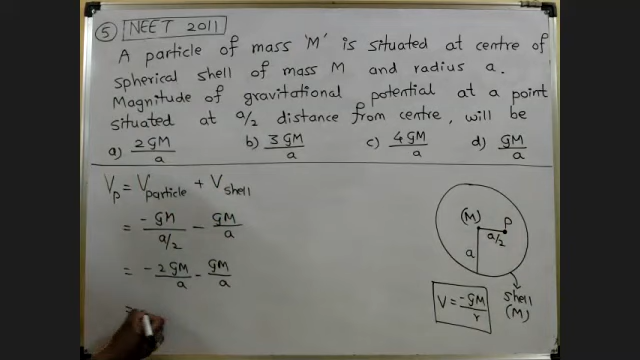 5 NEET 2011
A particle of mass 'M' is situated at centre of
spherical shell of mass M and radius a.
Magnitude of gravitational potential at a point
situated at a/2 distance from centre, will be
a) 2GM/a b) 3GM/a c) 4GM/a d) GM/a
Vp = Vparticle + Vshell
= -GM/a/2 - GM/a
= -2GM/a - GM/a
=
(M) P
a/2
a
shell
(M)
V = -GM/r